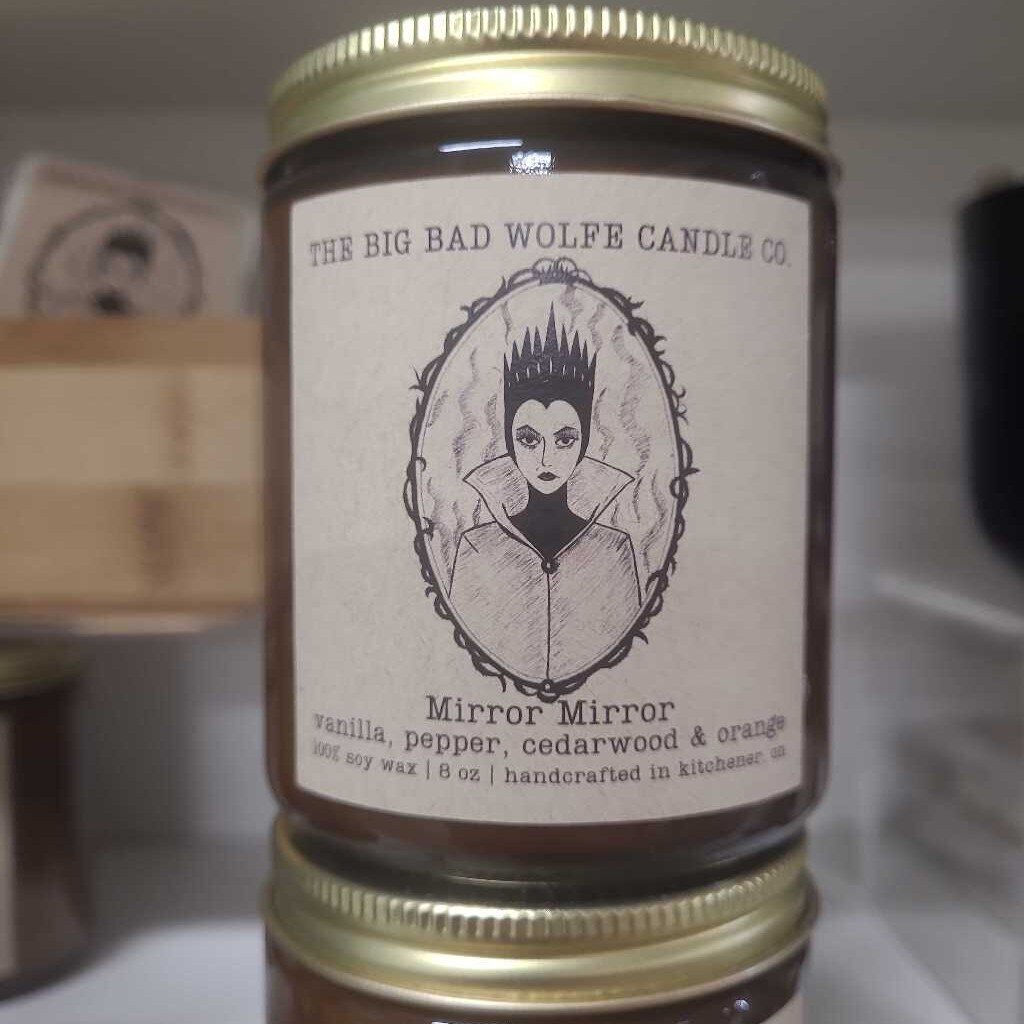 THE BIG BAD WOLFE CANDLE CO.
Mirror Mirror
vanilla, pepper, cedarwood & orange
100% soy wax | 8 oz | handcrafted in kitchener, on